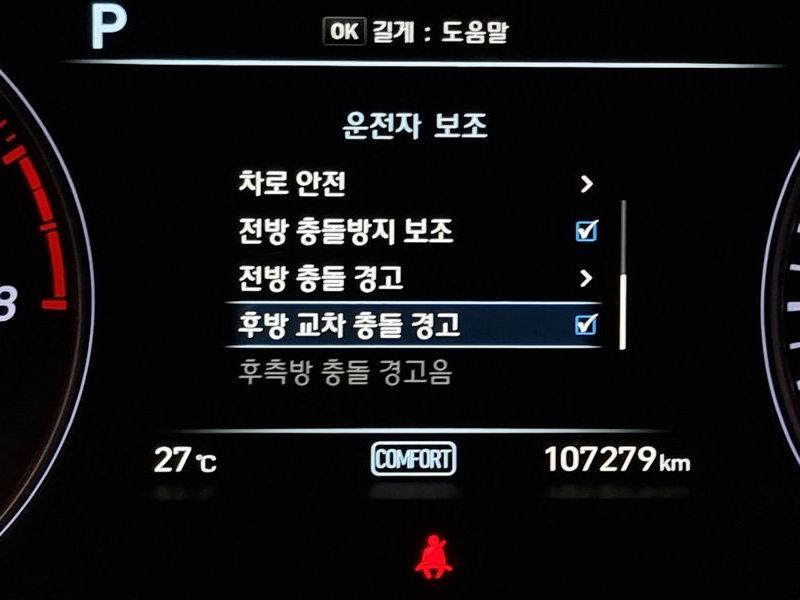 P
OK 길게 : 도움말
운전자 보조
차로 안전
전방 충돌방지 보조
전방 충돌 경고
8
후방 교차 충돌 경고
후측방 충돌 경고음
27℃
COMFORT
107279km